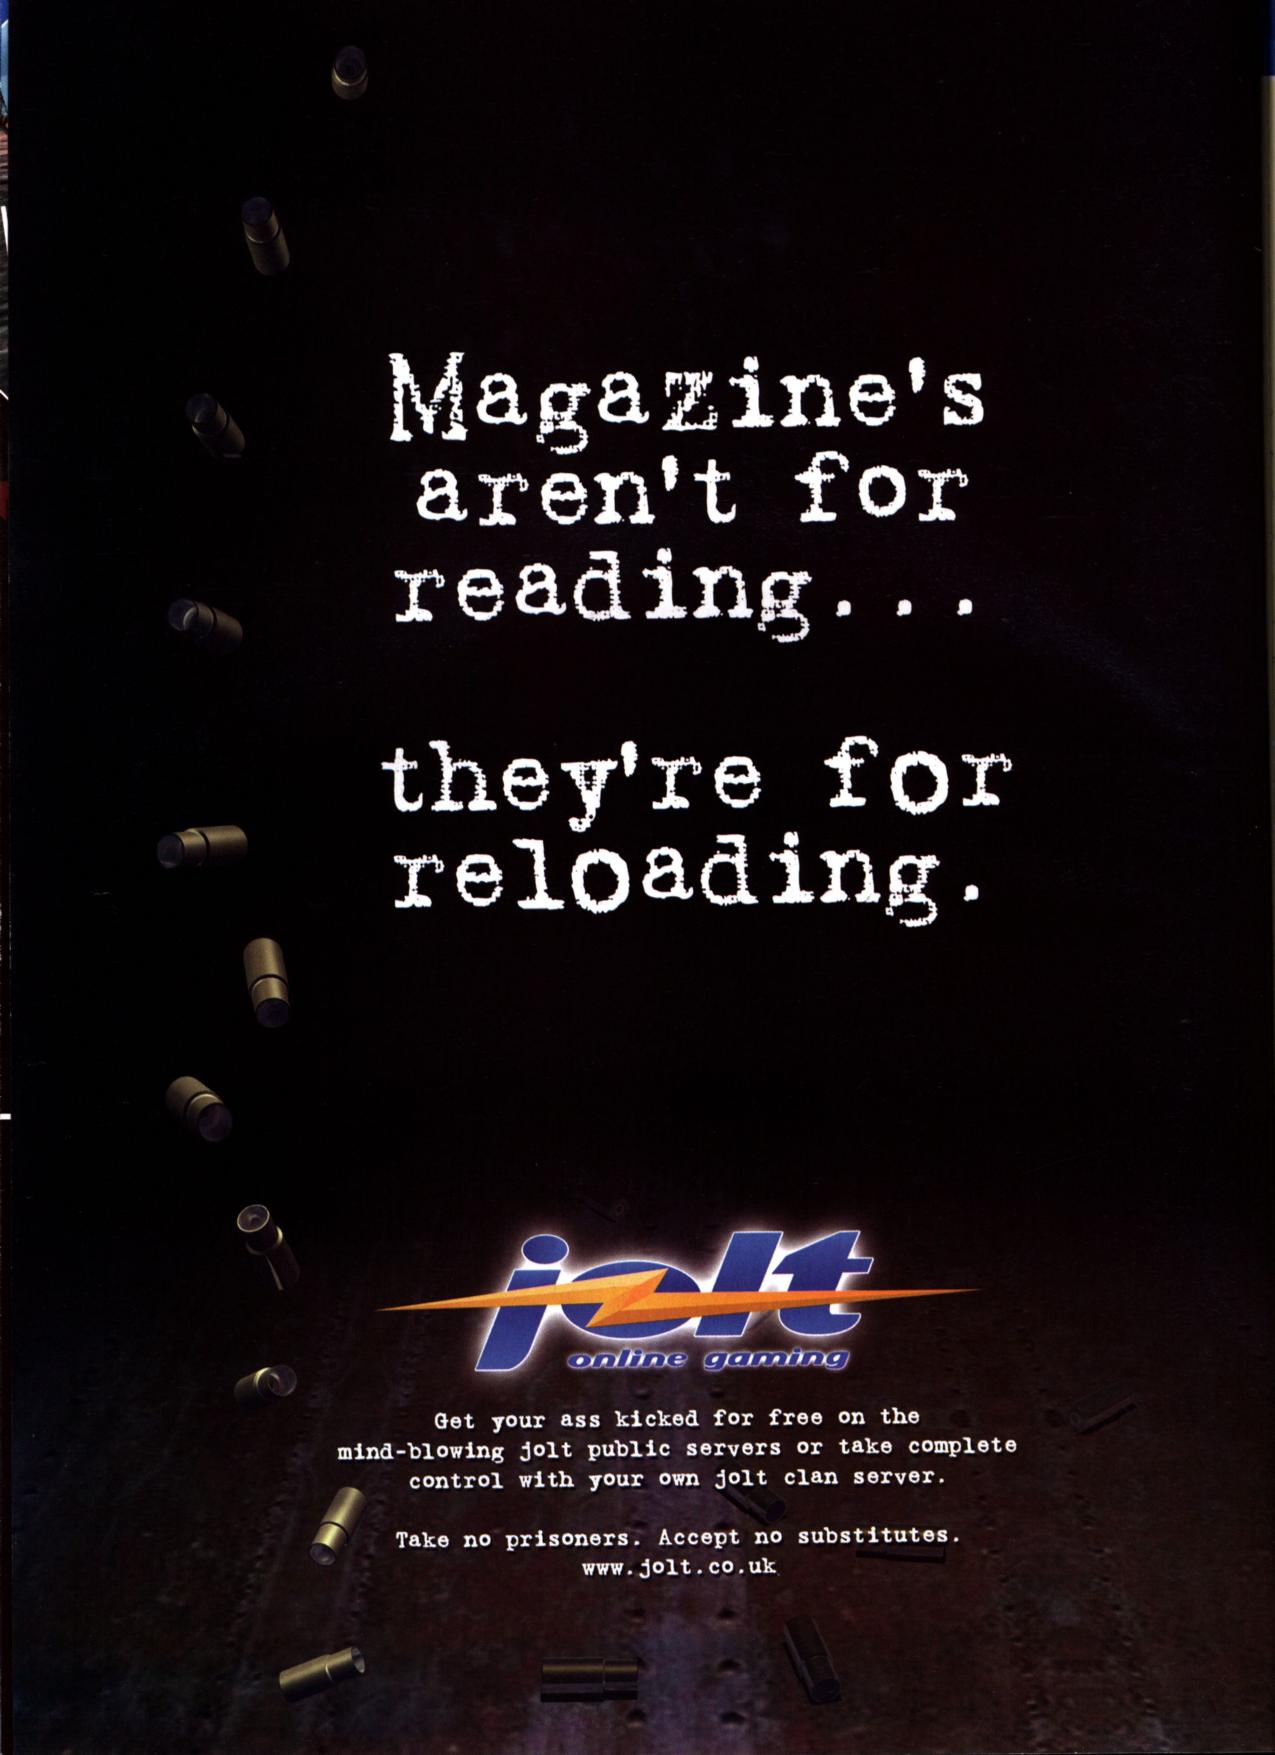 Magazine's
aren't for
reading...
they're for
reloading.
jolt
online gaming
Get your ass kicked for free on the
mind-blowing jolt public servers or take complete
control with your own jolt clan server.
Take no prisoners. Accept no substitutes.
www.jolt.co.uk